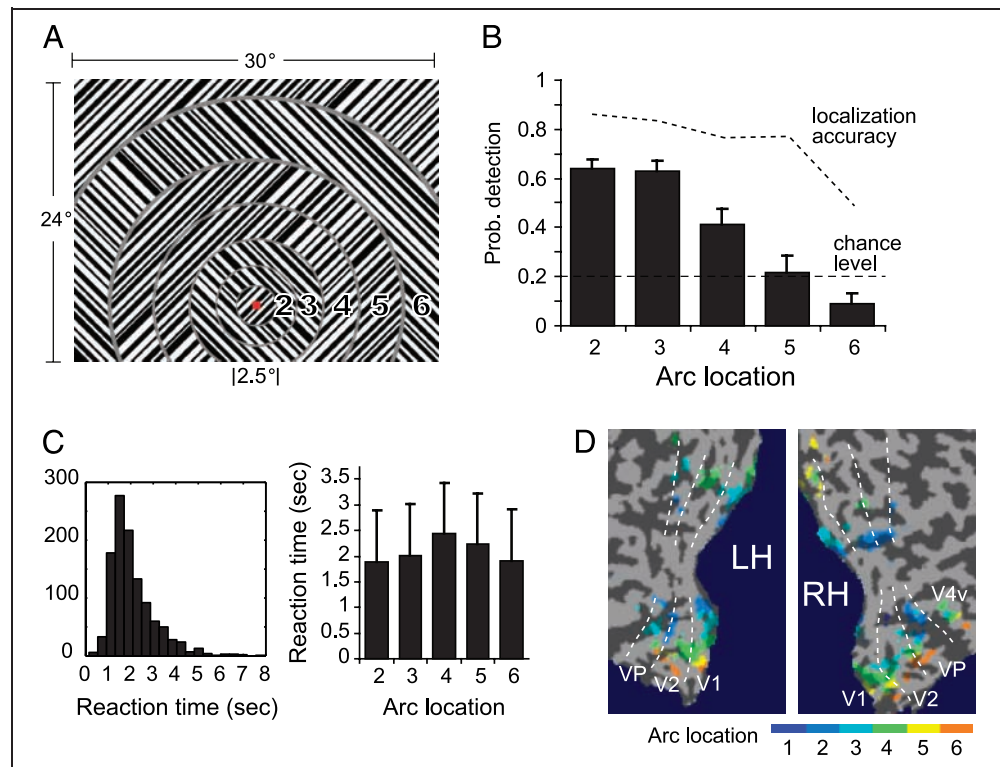 A
30°
24°
2 3 4 5 6
|2.5°|
B
Prob. detection
1
0.8
0.6
0.4
0.2
0
localization
accuracy
chance
level
2 3 4 5 6
Arc location
C
300
200
100
0
0 1 2 3 4 5 6 7 8
Reaction time (sec)
Reaction time (sec)
3.5
3
2.5
2
1.5
1
0.5
0
2 3 4 5 6
Arc location
D
LH
RH
VP
V2
V1
V4v
VP
V1
V2
Arc location
1 2 3 4 5 6